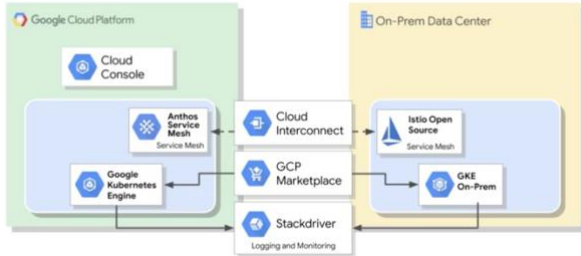 Google Cloud Platform
On-Prem Data Center
Cloud
Console
Anthos
Service
Mesh
Service Mesh
Cloud
Interconnect
Istio Open
Source
Service Mesh
Google
Kubernetes
Engine
GCP
Marketplace
GKE
On-Prem
Stackdriver
Logging and Monitoring